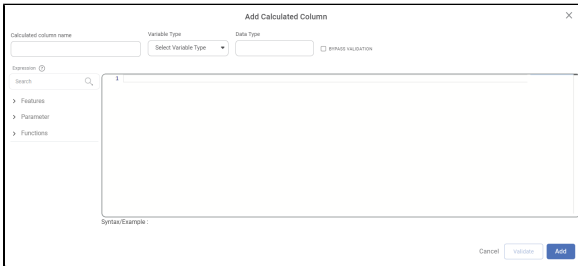 Add Calculated Column
Calculated column name
Variable Type
Data Type
Select Variable Type
BYPASS VALIDATION
Expression
Search
1
Features
Parameter
Functions
Syntax/Example :
Cancel
Validate
Add